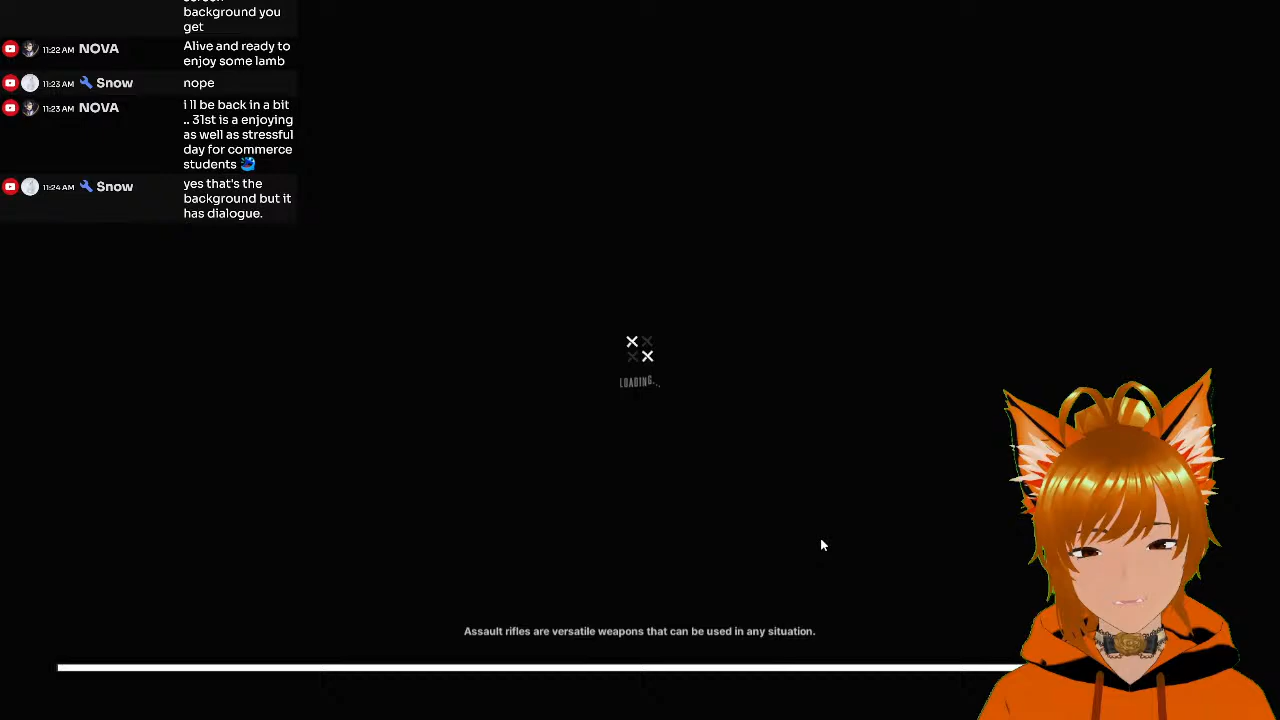 background you
get
11:22 AM NOVA Alive and ready to
enjoy some lamb
11:23 AM Snow nope
11:23 AM NOVA i ll be back in a bit
.. 31st is a enjoying
as well as stressful
day for commerce
students
11:24 AM Snow yes that's the
background but it
has dialogue.
LOADING...
Assault rifles are versatile weapons that can be used in any situation.